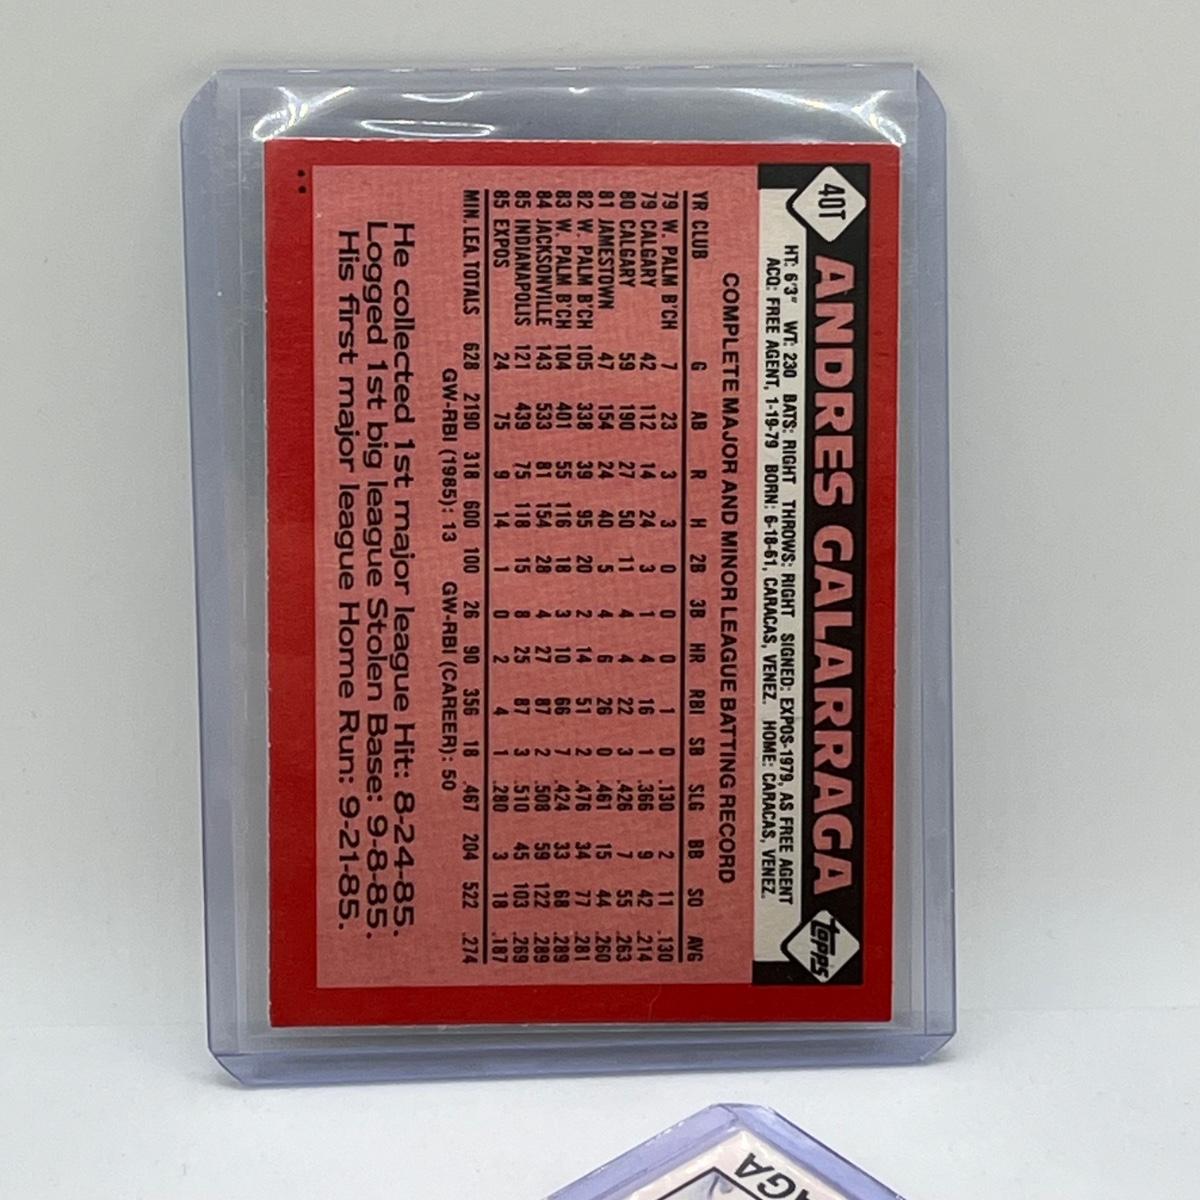 40T
ANDRES GALARRAGA
topps
HT: 6'3" WT: 230 BATS: RIGHT THROWS: RIGHT SIGNED: EXPOS-1979, AS FREE AGENT
ACQ: FREE AGENT, 1-19-79 BORN: 6-18-61, CARACAS, VENEZ. HOME: CARACAS, VENEZ.
COMPLETE MAJOR AND MINOR LEAGUE BATTING RECORD
YR CLUB G AB R H 2B 3B HR RBI SB SLG BB SO AVG
79 W. PALM B'CH 7 23 3 3 0 0 0 1 0 .130 2 11 .130
79 CALGARY 42 112 14 24 3 1 4 16 1 .366 9 42 .214
80 CALGARY 59 190 27 50 11 4 4 22 3 .426 7 55 .263
81 JAMESTOWN 47 154 24 40 5 4 6 26 0 .461 15 44 .260
82 W. PALM B'CH 105 338 39 95 20 2 14 51 2 .476 34 77 .281
83 W. PALM B'CH 104 401 55 116 18 3 10 66 7 .424 33 68 .289
84 JACKSONVILLE 143 533 81 154 28 4 27 87 2 .508 59 122 .289
85 INDIANAPOLIS 121 439 75 118 15 8 25 87 3 .510 45 103 .269
85 EXPOS 24 75 9 14 1 0 2 4 1 .280 3 18 .187
MIN. LEA. TOTALS 628 2190 318 600 100 26 90 356 18 .467 204 522 .274
GW-RBI (1985): 13 GW-RBI (CAREER): 50
He collected 1st major league Hit: 8-24-85.
Logged 1st big league Stolen Base: 9-8-85.
His first major league Home Run: 9-21-85.